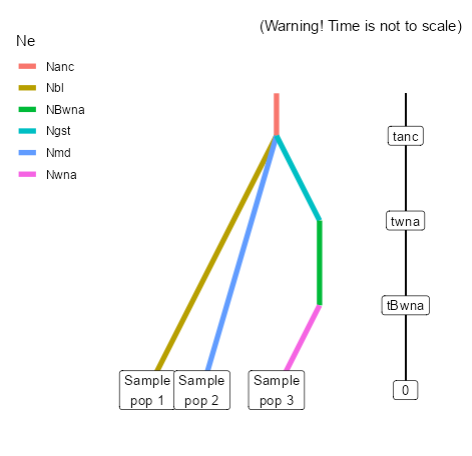 (Warning! Time is not to scale)
Ne
Nanc
Nbl
NBwna
Ngst
Nmd
Nwna
tanc
twna
tBwna
0
Sample
pop 1
Sample
pop 2
Sample
pop 3